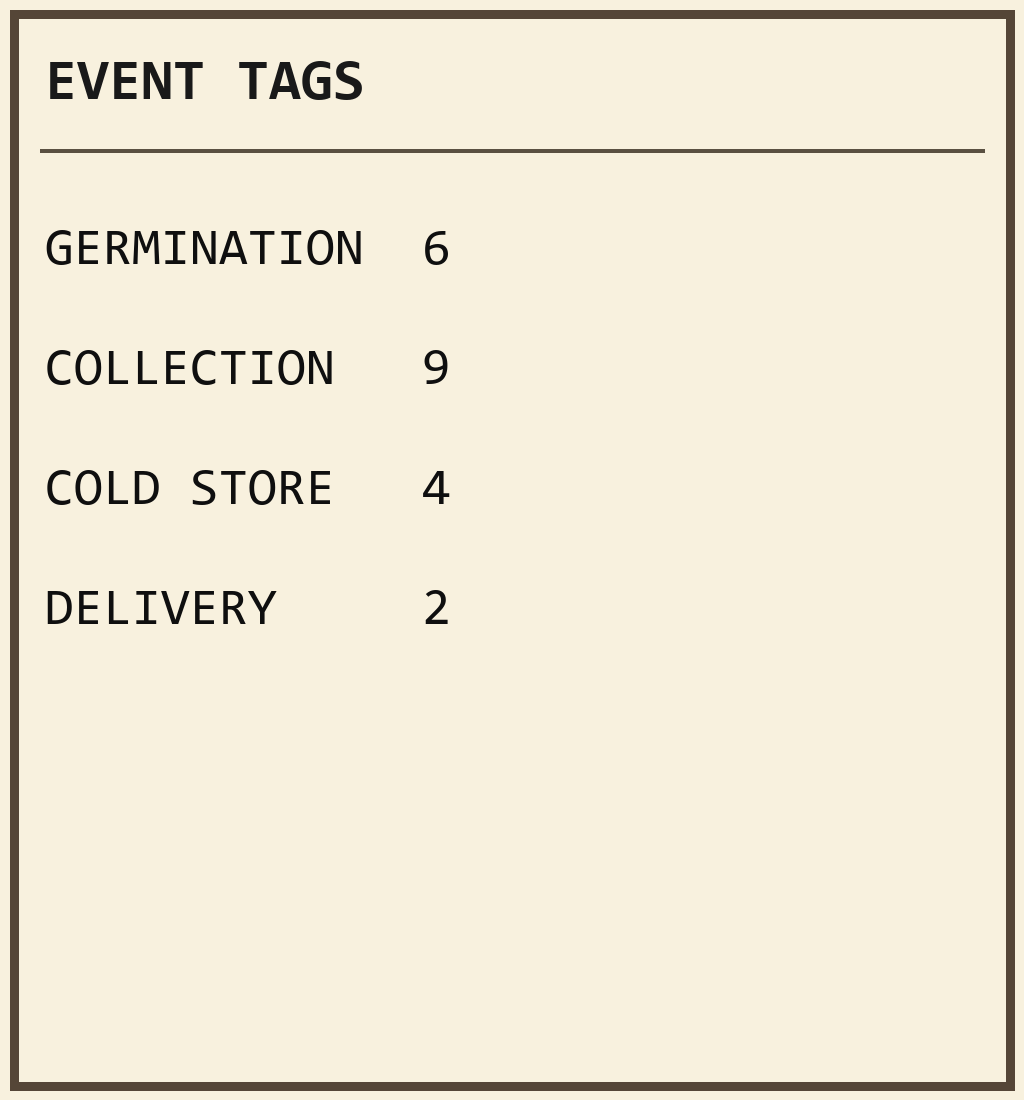 EVENT TAGS
GERMINATION 6
COLLECTION 9
COLD STORE 4
DELIVERY 2